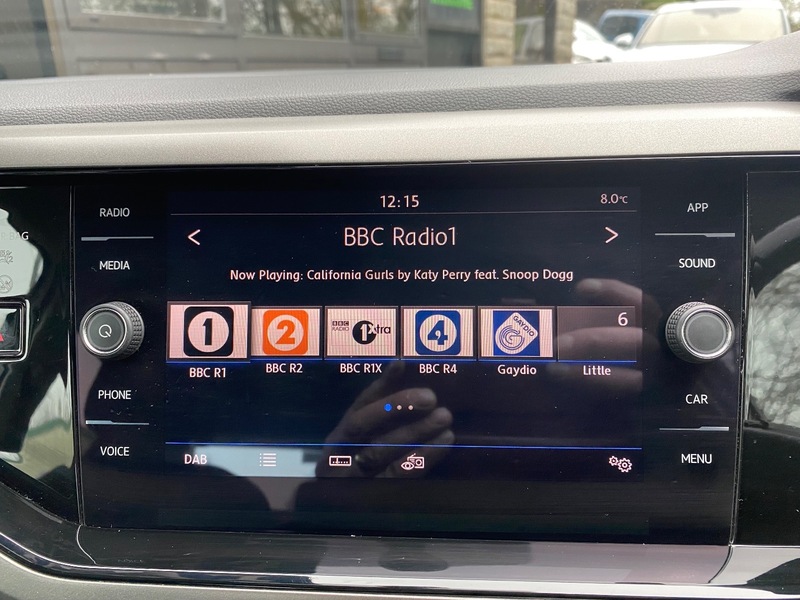 12:15
8.0°C
RADIO
APP
< BBC Radio1 >
MEDIA
SOUND
Now Playing: California Gurls by Katy Perry feat. Snoop Dogg
1
2
BBC RADIO 1xtra
4
GAYDIO
6
BBC R1
BBC R2
BBC R1X
BBC R4
Gaydio
Little
PHONE
CAR
VOICE
DAB
MENU